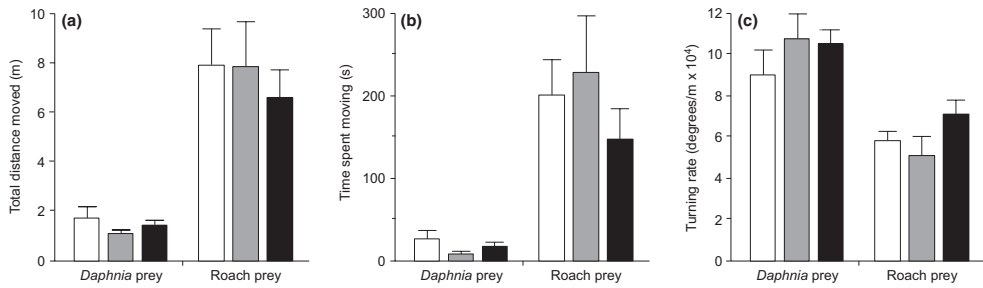 (a)
Total distance moved (m)
10
8
6
4
2
0
Daphnia prey
Roach prey
(b)
Time spent moving (s)
300
200
100
0
Daphnia prey
Roach prey
(c)
Turning rate (degrees/m x 10⁴)
12
10
8
6
4
2
0
Daphnia prey
Roach prey